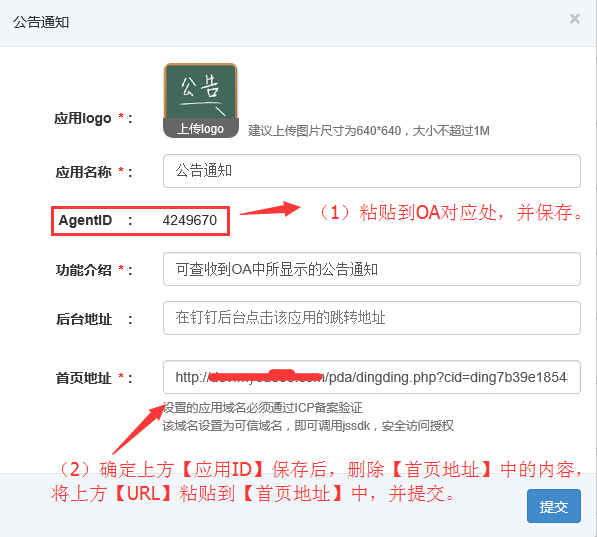 公告通知
×
公告
上传logo
建议上传图片尺寸为640*640，大小不超过1M
应用logo *：
应用名称 *： 公告通知
AgentID ： 4249670
（1）粘贴到OA对应处，并保存。
功能介绍 *： 可查收到OA中所显示的公告通知
后台地址 ： 在钉钉后台点击该应用的跳转地址
首页地址 *： http:// /pda/dingding.php?cid=ding7b39e1854
设置的应用域名必须通过ICP备案验证
该域名设置为可信域名，即可调用jssdk，安全访问授权
（2）确定上方【应用ID】保存后，删除【首页地址】中的内容，
将上方【URL】粘贴到【首页地址】中，并提交。
提交